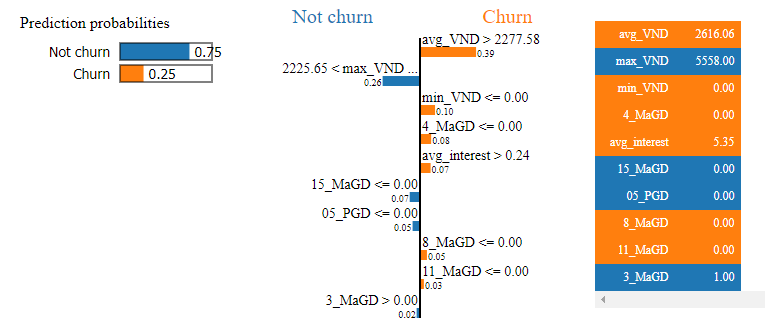 Prediction probabilities
Not churn 0.75
Churn 0.25
Not churn Churn
avg_VND > 2277.58
0.39
2225.65 < max_VND ...
0.26
min_VND <= 0.00
0.10
4_MaGD <= 0.00
0.08
avg_interest > 0.24
0.07
15_MaGD <= 0.00
0.07
05_PGD <= 0.00
0.05
8_MaGD <= 0.00
0.05
11_MaGD <= 0.00
0.03
3_MaGD > 0.00
0.02
avg_VND 2616.06
max_VND 5558.00
min_VND 0.00
4_MaGD 0.00
avg_interest 5.35
15_MaGD 0.00
05_PGD 0.00
8_MaGD 0.00
11_MaGD 0.00
3_MaGD 1.00